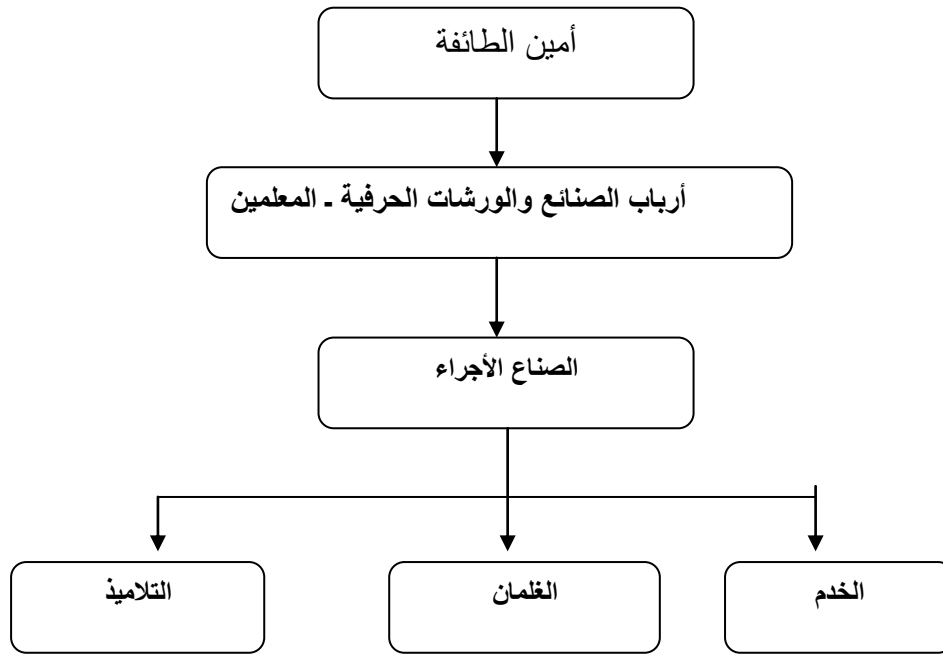 أمين الطائفة
أرباب الصنائع والورشات الحرفية ـ المعلمين
الصناع الأجراء
الخدم
الغلمان
التلاميذ